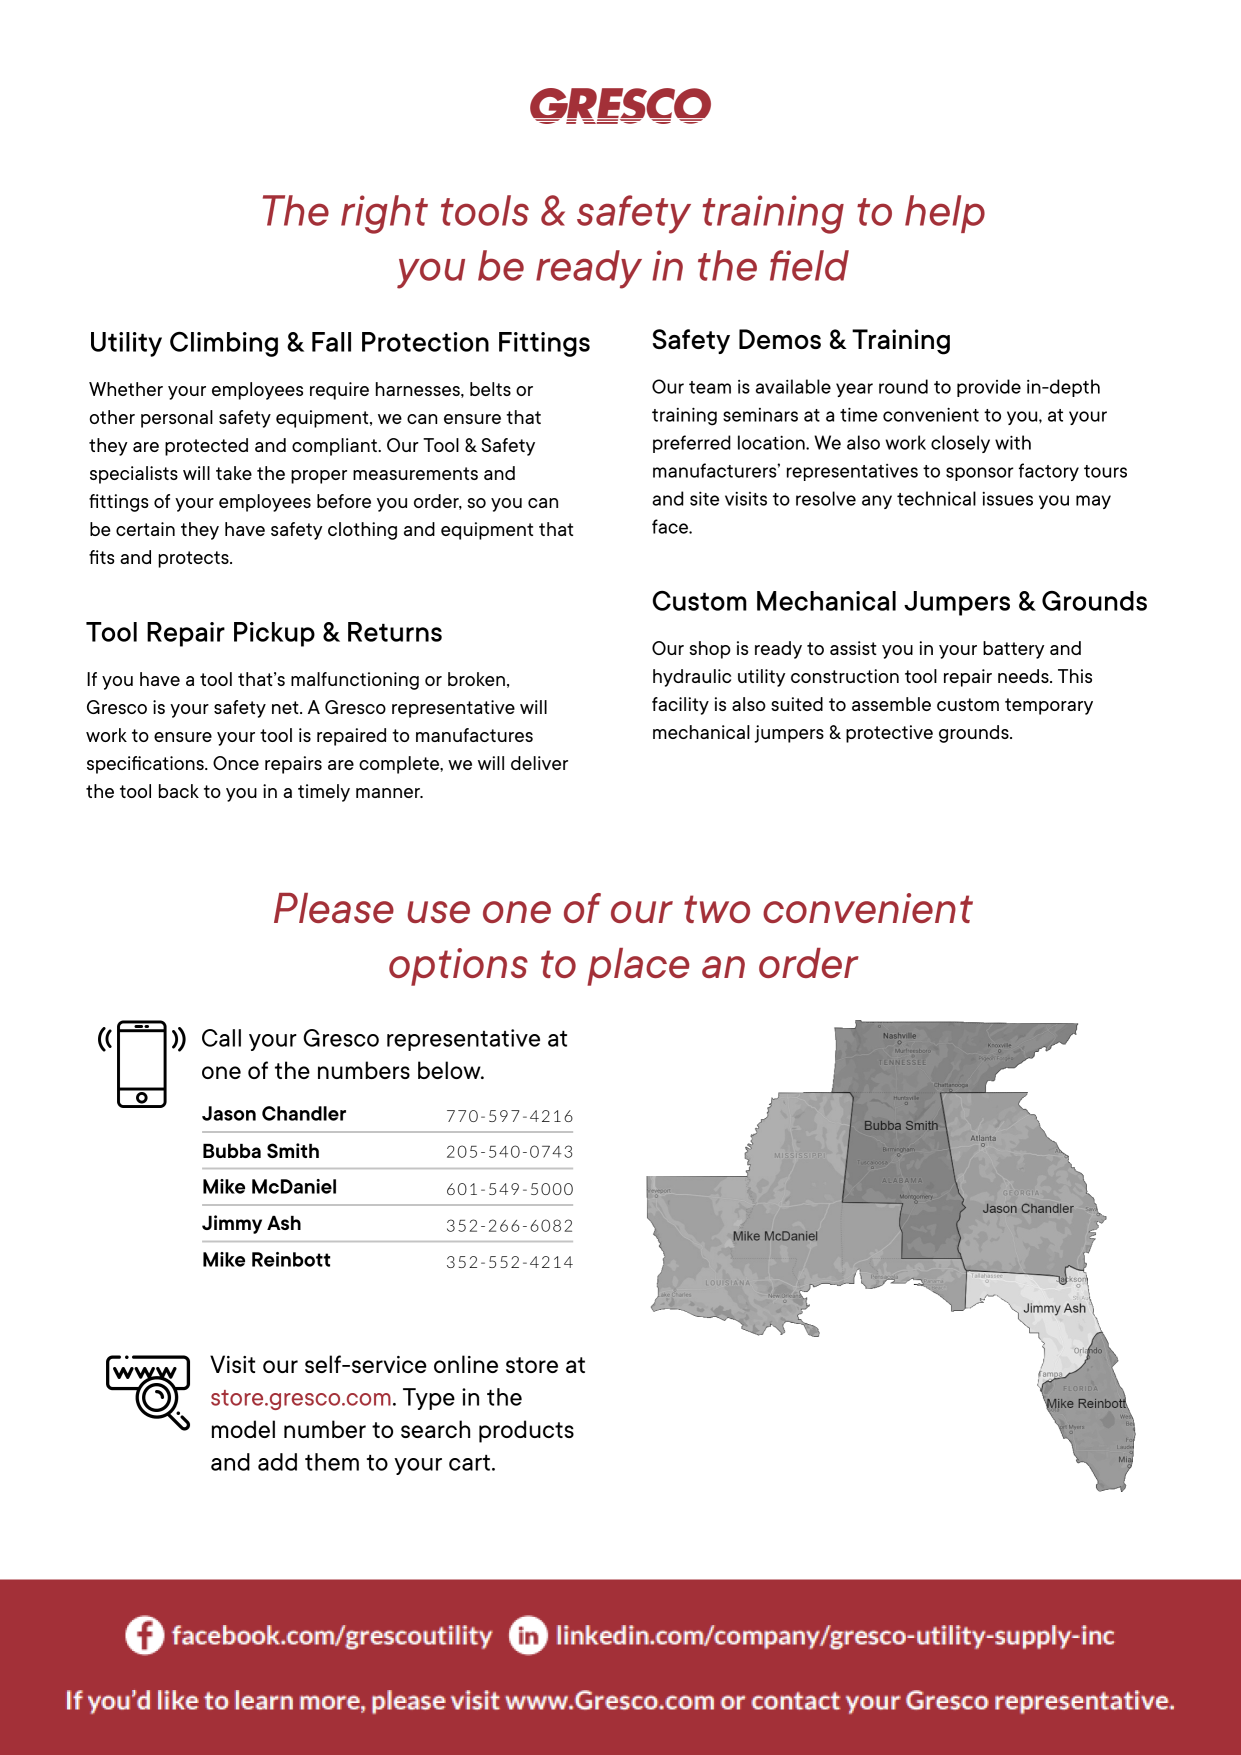 GRESCO
The right tools & safety training to help
you be ready in the field
Utility Climbing & Fall Protection Fittings
Whether your employees require harnesses, belts or
other personal safety equipment, we can ensure that
they are protected and compliant. Our Tool & Safety
specialists will take the proper measurements and
fittings of your employees before you order, so you can
be certain they have safety clothing and equipment that
fits and protects.
Tool Repair Pickup & Returns
If you have a tool that's malfunctioning or broken,
Gresco is your safety net. A Gresco representative will
work to ensure your tool is repaired to manufactures
specifications. Once repairs are complete, we will deliver
the tool back to you in a timely manner.
Safety Demos & Training
Our team is available year round to provide in-depth
training seminars at a time convenient to you, at your
preferred location. We also work closely with
manufacturers' representatives to sponsor factory tours
and site visits to resolve any technical issues you may
face.
Custom Mechanical Jumpers & Grounds
Our shop is ready to assist you in your battery and
hydraulic utility construction tool repair needs. This
facility is also suited to assemble custom temporary
mechanical jumpers & protective grounds.
Please use one of our two convenient
options to place an order
Call your Gresco representative at
one of the numbers below.
Jason Chandler 770-597-4216
Bubba Smith 205-540-0743
Mike McDaniel 601-549-5000
Jimmy Ash 352-266-6082
Mike Reinbott 352-552-4214
www
Visit our self-service online store at
store.gresco.com. Type in the
model number to search products
and add them to your cart.
Nashville
Knoxville
Murfreesboro
TENNESSEE
Chattanooga
Huntsville
Bubba Smith
Atlanta
Birmingham
MISSISSIPPI
Tuscaloosa
ALABAMA
Montgomery
GEORGIA
Jason Chandler
Mike McDaniel
Tallahassee
Jackson
LOUISIANA
Lake Charles
New Orleans
Jimmy Ash
Orlando
Tampa
FLORIDA
Mike Reinbott
Mia
facebook.com/grescoutility
linkedin.com/company/gresco-utility-supply-inc
If you'd like to learn more, please visit www.Gresco.com or contact your Gresco representative.